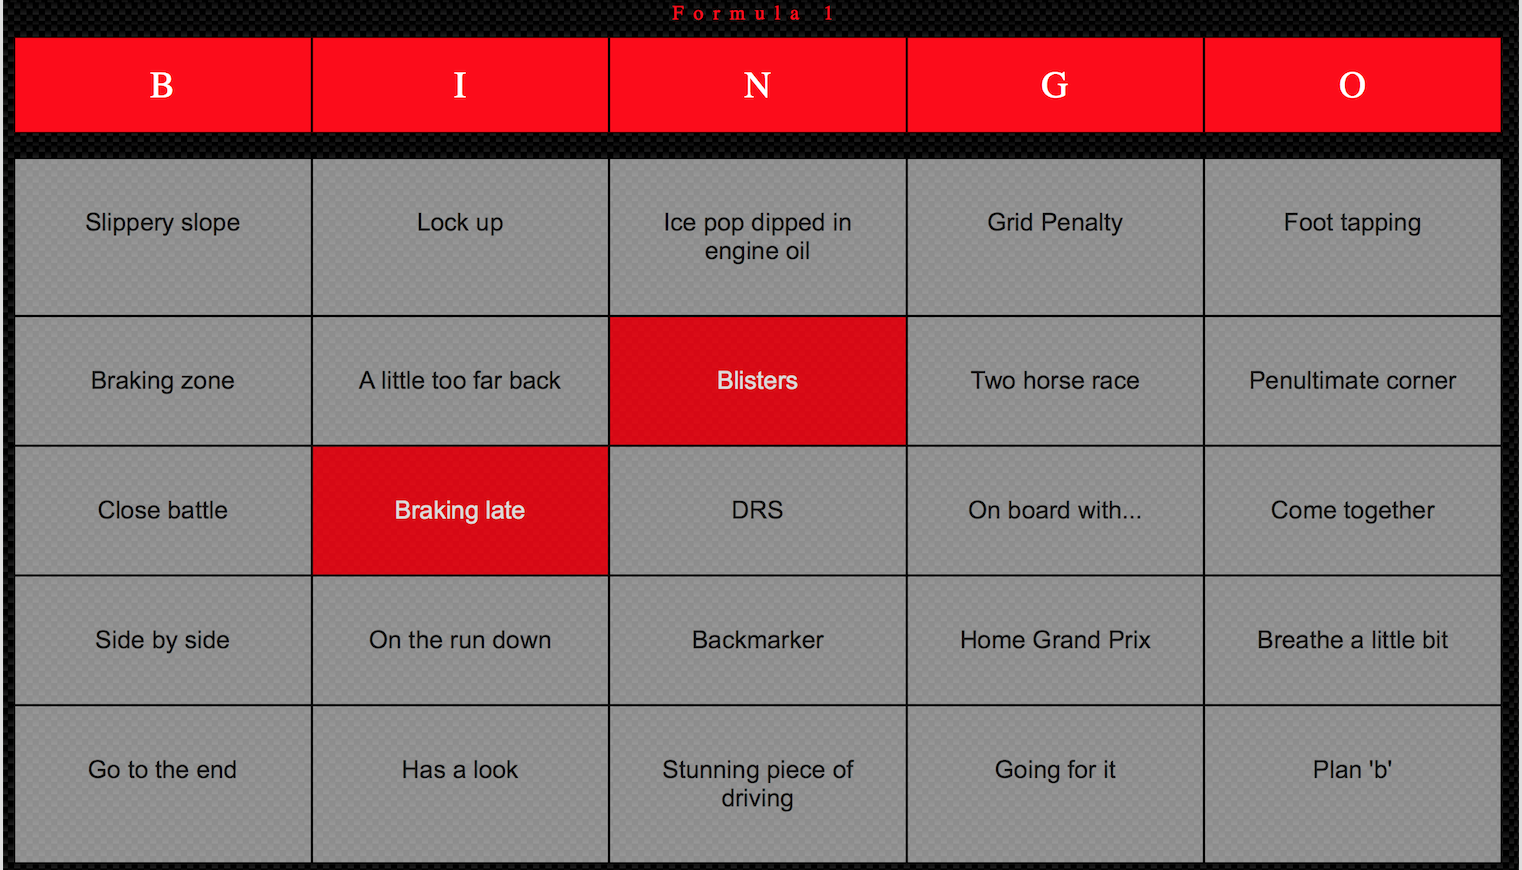 Formula 1
B I N G O
Slippery slope
Lock up
Ice pop dipped in
engine oil
Grid Penalty
Foot tapping
Braking zone
A little too far back
Blisters
Two horse race
Penultimate corner
Close battle
Braking late
DRS
On board with...
Come together
Side by side
On the run down
Backmarker
Home Grand Prix
Breathe a little bit
Go to the end
Has a look
Stunning piece of
driving
Going for it
Plan 'b'